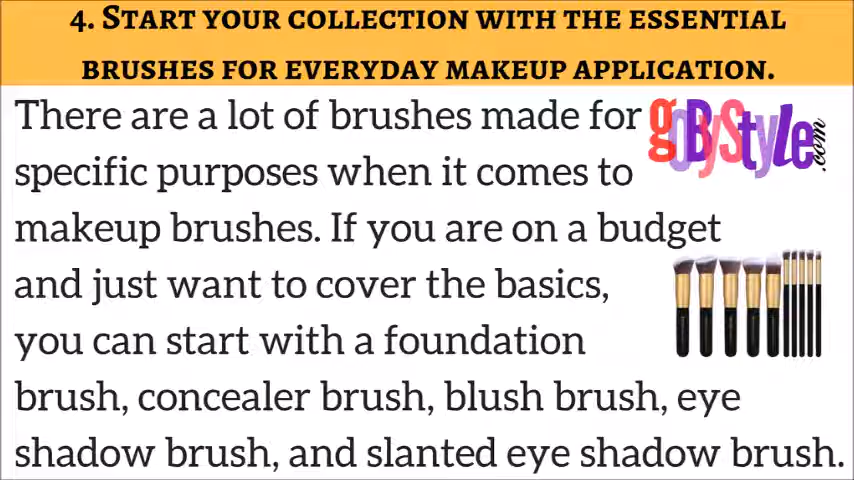 4. START YOUR COLLECTION WITH THE ESSENTIAL
BRUSHES FOR EVERYDAY MAKEUP APPLICATION.
There are a lot of brushes made for
goByStyle.com
specific purposes when it comes to
makeup brushes. If you are on a budget
and just want to cover the basics,
you can start with a foundation
brush, concealer brush, blush brush, eye
shadow brush, and slanted eye shadow brush.